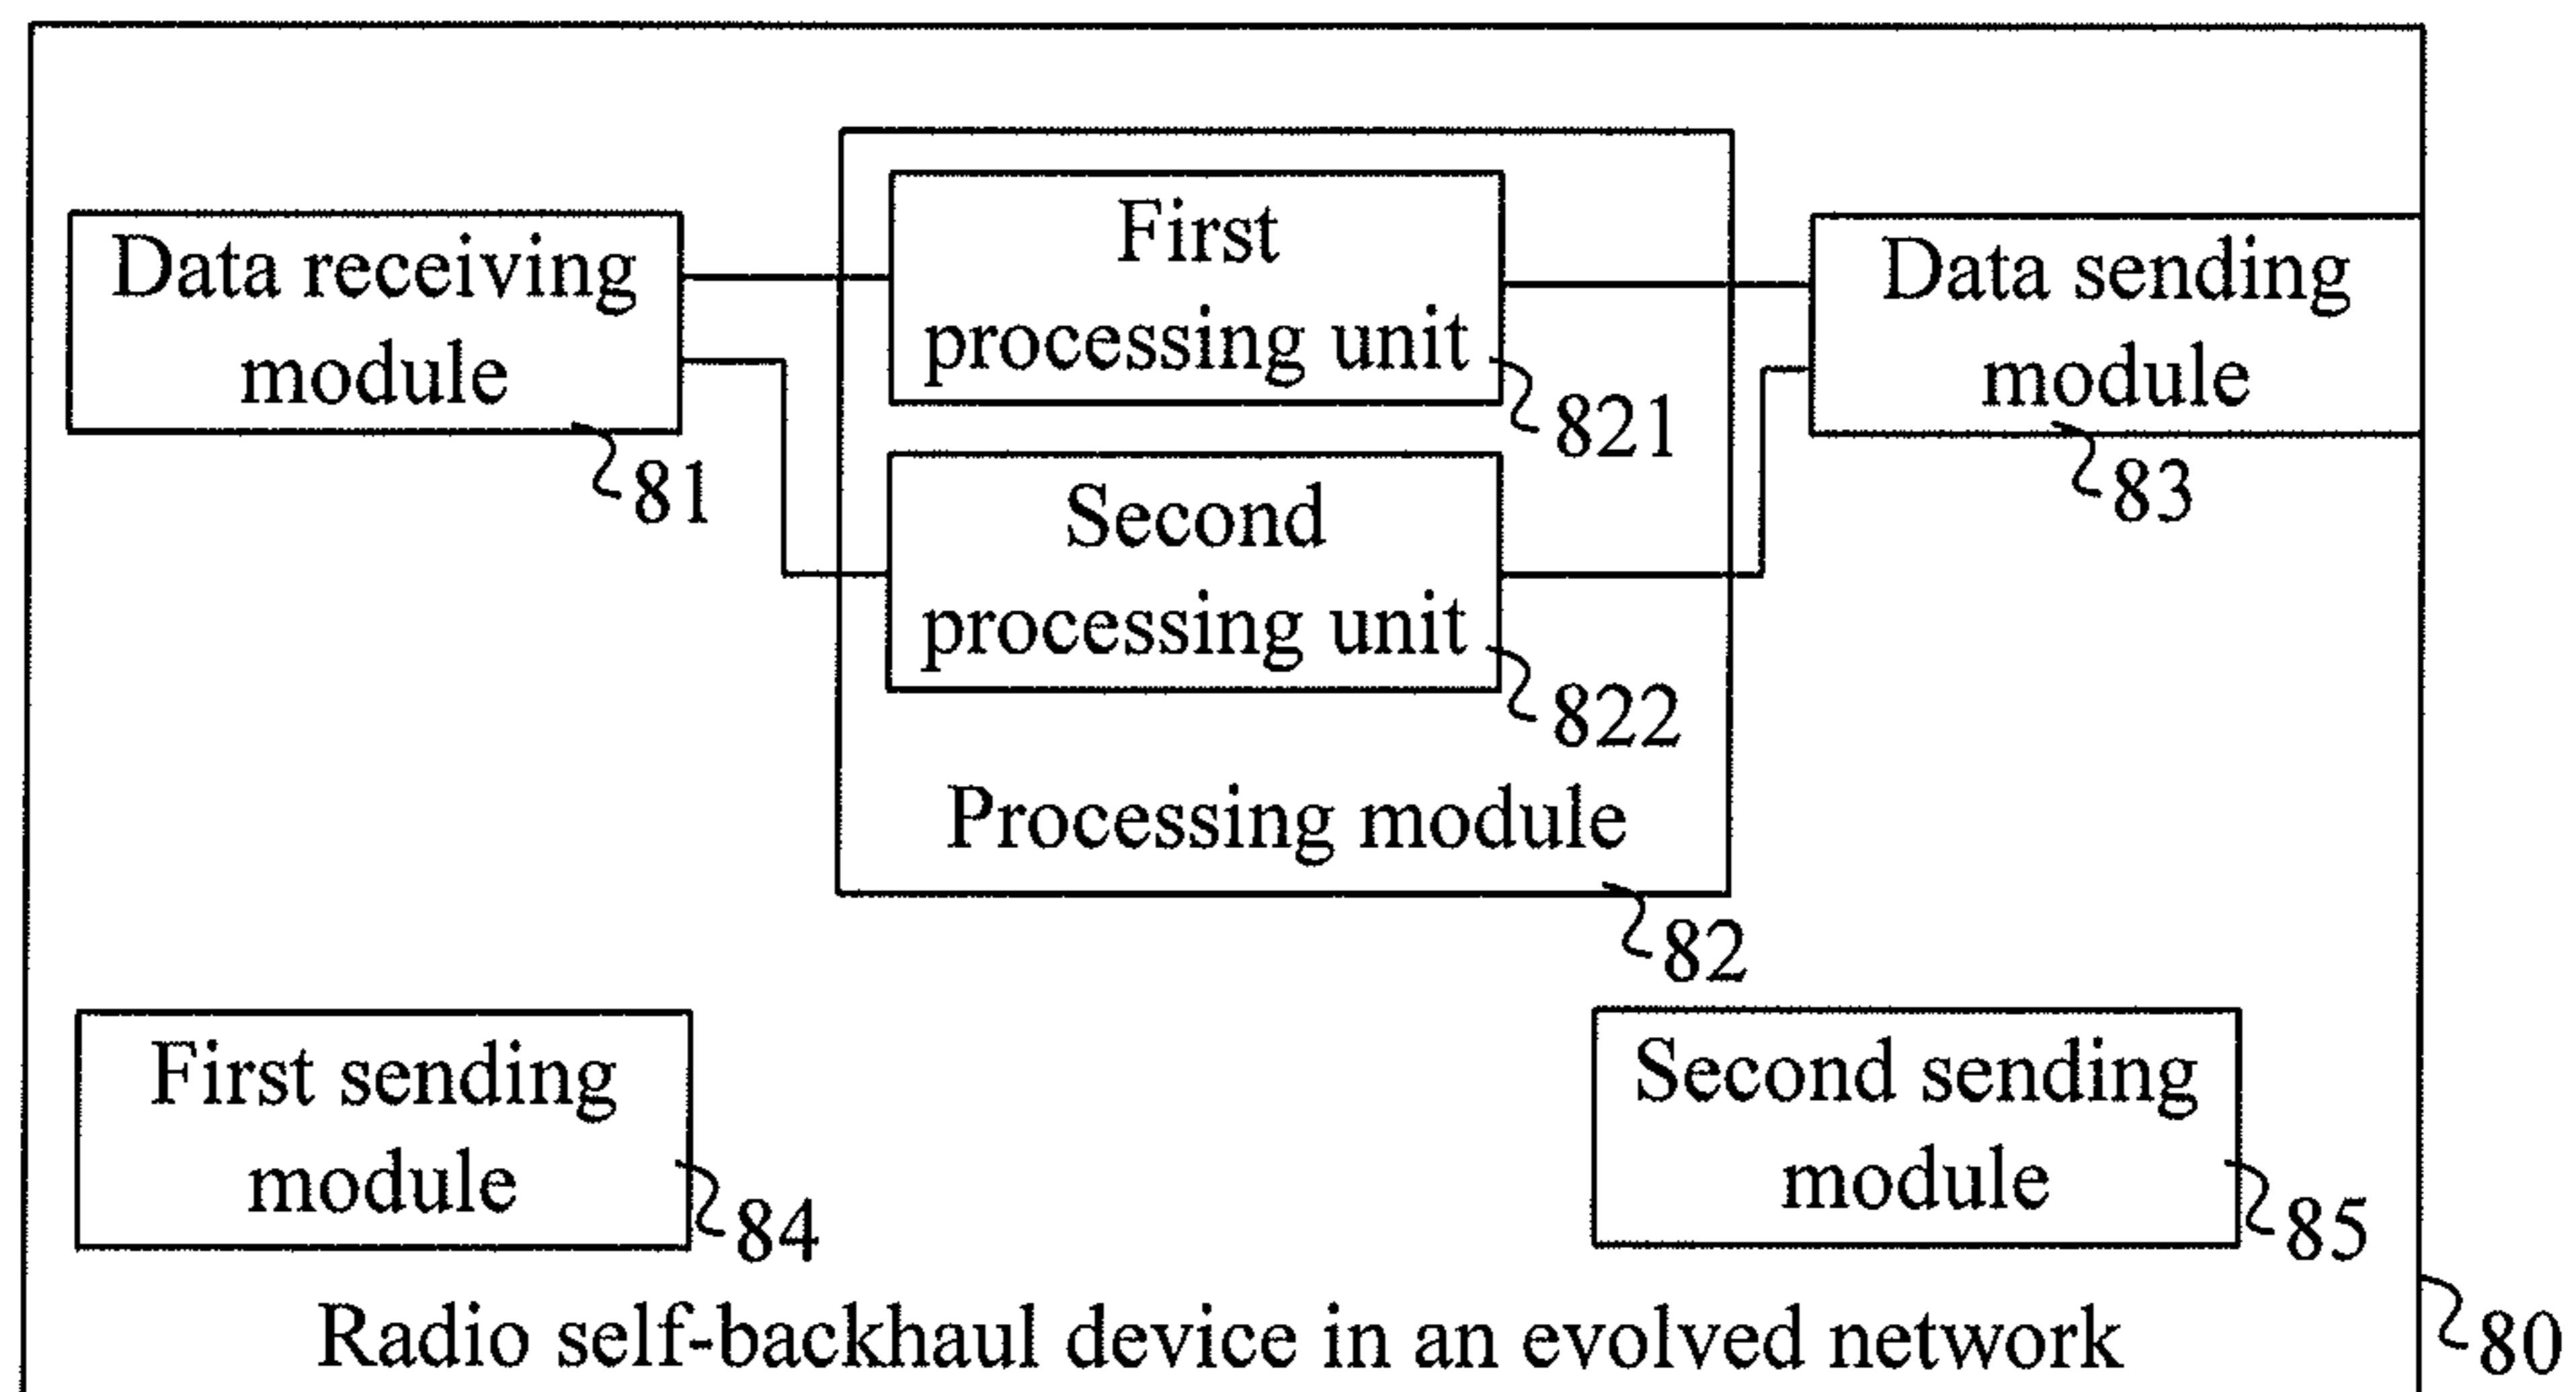 Data receiving
module
81
First
processing unit
821
Second
processing unit
822
Processing module
82
Data sending
module
83
First sending
module
84
Second sending
module
85
Radio self-backhaul device in an evolved network
80